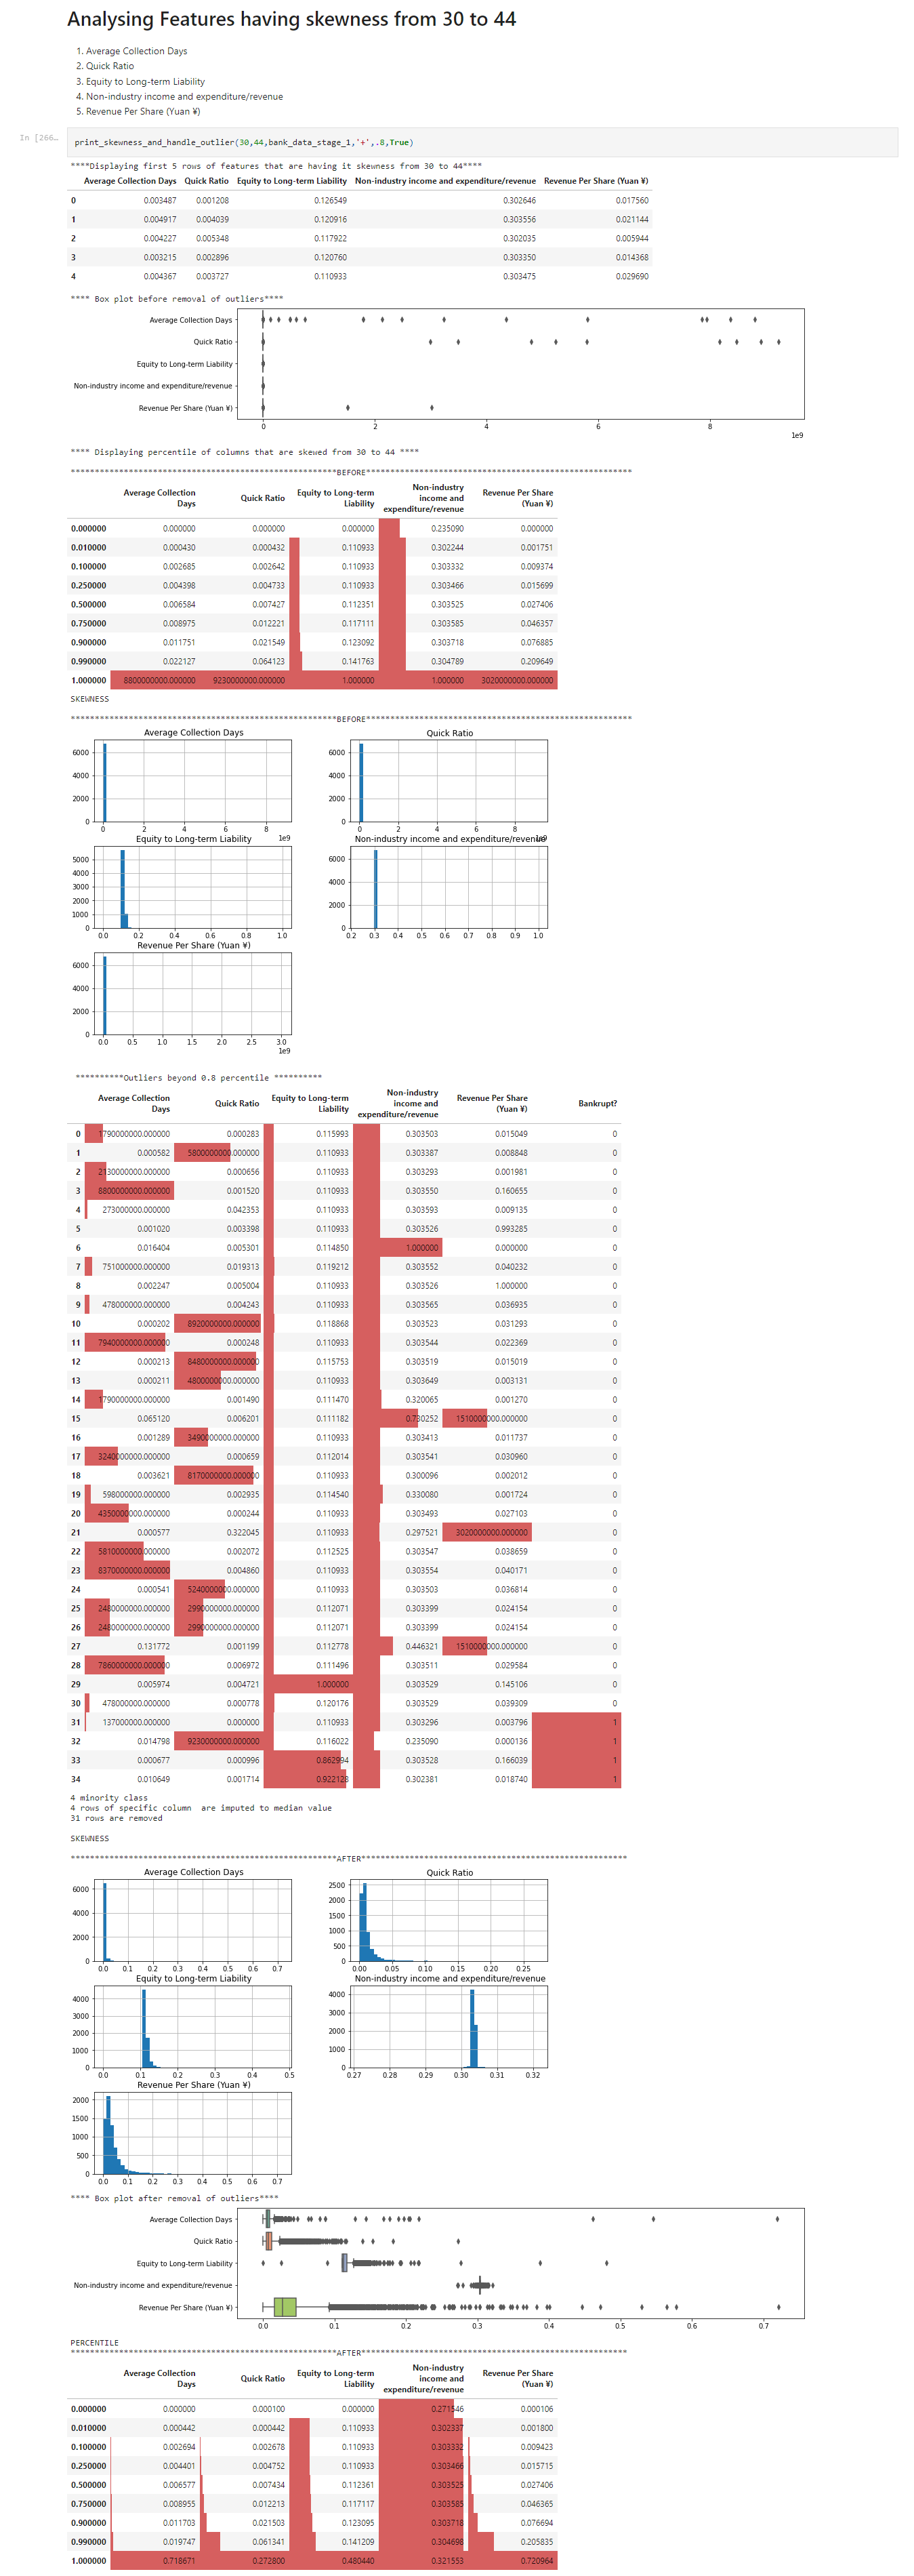 Analysing Features having skewness from 30 to 44
1. Average Collection Days
2. Quick Ratio
3. Equity to Long-term Liability
4. Non-industry income and expenditure/revenue
5. Revenue Per Share (Yuan ¥)
In [266…
print_skewness_and_handle_outlier(30,44,bank_data_stage_1,'+',.8,True)
****Displaying first 5 rows of features that are having it skewness from 30 to 44****
Average Collection Days Quick Ratio Equity to Long-term Liability Non-industry income and expenditure/revenue Revenue Per Share (Yuan ¥)
0 0.003487 0.001208 0.126549 0.302646 0.017560
1 0.004917 0.004039 0.120916 0.303556 0.021144
2 0.004227 0.005348 0.117922 0.302035 0.005944
3 0.003215 0.002896 0.120760 0.303350 0.014368
4 0.004367 0.003727 0.110933 0.303475 0.029690
**** Box plot before removal of outliers****
Average Collection Days
Quick Ratio
Equity to Long-term Liability
Non-industry income and expenditure/revenue
Revenue Per Share (Yuan ¥)
0 2 4 6 8
1e9
**** Displaying percentile of columns that are skewed from 30 to 44 ****
*******************************************************BEFORE*******************************************************
Average Collection Days Quick Ratio Equity to Long-term Liability Non-industry income and expenditure/revenue Revenue Per Share (Yuan ¥)
0.000000 0.000000 0.000000 0.000000 0.235090 0.000000
0.010000 0.000430 0.000432 0.110933 0.302244 0.001751
0.100000 0.002685 0.002642 0.110933 0.303332 0.009374
0.250000 0.004398 0.004733 0.110933 0.303466 0.015699
0.500000 0.006584 0.007427 0.112351 0.303525 0.027406
0.750000 0.008975 0.012221 0.117111 0.303585 0.046357
0.900000 0.011751 0.021549 0.123092 0.303718 0.076885
0.990000 0.022127 0.064123 0.141763 0.304789 0.209649
1.000000 8800000000.000000 9230000000.000000 1.000000 1.000000 3020000000.000000
SKEWNESS
*******************************************************BEFORE*******************************************************
Average Collection Days Quick Ratio
6000 4000 2000 0
0 2 4 6 8 1e9
6000 4000 2000 0
0 2 4 6 8 1e9
Equity to Long-term Liability Non-industry income and expenditure/revenue
5000 4000 3000 2000 1000 0
0.0 0.2 0.4 0.6 0.8 1.0
6000 4000 2000 0
0.2 0.3 0.4 0.5 0.6 0.7 0.8 0.9 1.0
Revenue Per Share (Yuan ¥)
6000 4000 2000 0
0.0 0.5 1.0 1.5 2.0 2.5 3.0
1e9
**********Outliers beyond 0.8 percentile **********
Average Collection Days Quick Ratio Equity to Long-term Liability Non-industry income and expenditure/revenue Revenue Per Share (Yuan ¥) Bankrupt?
0 1790000000.000000 0.000283 0.115993 0.303503 0.015049 0
1 0.000582 5800000000.000000 0.110933 0.303387 0.008848 0
2 2130000000.000000 0.000656 0.110933 0.303293 0.001981 0
3 8800000000.000000 0.001520 0.110933 0.303550 0.160655 0
4 273000000.000000 0.042353 0.110933 0.303593 0.009135 0
5 0.001020 0.003398 0.110933 0.303526 0.993285 0
6 0.016404 0.005301 0.114850 1.000000 0.000000 0
7 751000000.000000 0.019313 0.119212 0.303552 0.040232 0
8 0.002247 0.005004 0.110933 0.303526 1.000000 0
9 478000000.000000 0.004243 0.110933 0.303565 0.036935 0
10 0.000202 8920000000.000000 0.118868 0.303523 0.031293 0
11 7940000000.000000 0.000248 0.110933 0.303544 0.022369 0
12 0.000213 8480000000.000000 0.115753 0.303519 0.015019 0
13 0.000211 4800000000.000000 0.110933 0.303649 0.003131 0
14 1790000000.000000 0.001490 0.111470 0.320065 0.001270 0
15 0.065120 0.006201 0.111182 0.730252 1510000000.000000 0
16 0.001289 3490000000.000000 0.110933 0.303413 0.011737 0
17 3240000000.000000 0.000659 0.112014 0.303541 0.030960 0
18 0.003621 8170000000.000000 0.110933 0.300096 0.002012 0
19 598000000.000000 0.002935 0.114540 0.330080 0.001724 0
20 4350000000.000000 0.000244 0.110933 0.303493 0.027103 0
21 0.000577 0.322045 0.110933 0.297521 3020000000.000000 0
22 5810000000.000000 0.002072 0.112525 0.303547 0.038659 0
23 8370000000.000000 0.004860 0.110933 0.303554 0.040171 0
24 0.000541 5240000000.000000 0.110933 0.303503 0.036814 0
25 2480000000.000000 2990000000.000000 0.112071 0.303399 0.024154 0
26 2480000000.000000 2990000000.000000 0.112071 0.303399 0.024154 0
27 0.131772 0.001199 0.112778 0.446321 1510000000.000000 0
28 7860000000.000000 0.006972 0.111496 0.303511 0.029584 0
29 0.005974 0.004721 1.000000 0.303529 0.145106 0
30 478000000.000000 0.000778 0.120176 0.303529 0.039309 0
31 137000000.000000 0.000000 0.110933 0.303296 0.003796 1
32 0.014798 9230000000.000000 0.116022 0.235090 0.000136 1
33 0.000677 0.000996 0.862994 0.303528 0.166039 1
34 0.010649 0.001714 0.922128 0.302381 0.018740 1
4 minority class
4 rows of specific column  are imputed to median value
31 rows are removed
SKEWNESS
*******************************************************AFTER*******************************************************
Average Collection Days Quick Ratio
6000 4000 2000 0
0.0 0.1 0.2 0.3 0.4 0.5 0.6 0.7
2500 2000 1500 1000 500 0
0.00 0.05 0.10 0.15 0.20 0.25
Equity to Long-term Liability Non-industry income and expenditure/revenue
4000 3000 2000 1000 0
0.0 0.1 0.2 0.3 0.4 0.5
4000 3000 2000 1000 0
0.27 0.28 0.29 0.30 0.31 0.32
Revenue Per Share (Yuan ¥)
2000 1500 1000 500 0
0.0 0.1 0.2 0.3 0.4 0.5 0.6 0.7
**** Box plot after removal of outliers****
Average Collection Days
Quick Ratio
Equity to Long-term Liability
Non-industry income and expenditure/revenue
Revenue Per Share (Yuan ¥)
0.0 0.1 0.2 0.3 0.4 0.5 0.6 0.7
PERCENTILE
*******************************************************AFTER*******************************************************
Average Collection Days Quick Ratio Equity to Long-term Liability Non-industry income and expenditure/revenue Revenue Per Share (Yuan ¥)
0.000000 0.000000 0.000100 0.000000 0.271546 0.000106
0.010000 0.000442 0.000442 0.110933 0.302337 0.001800
0.100000 0.002694 0.002678 0.110933 0.303332 0.009423
0.250000 0.004401 0.004752 0.110933 0.303466 0.015715
0.500000 0.006577 0.007434 0.112361 0.303525 0.027406
0.750000 0.008955 0.012213 0.117117 0.303585 0.046365
0.900000 0.011703 0.021503 0.123095 0.303718 0.076694
0.990000 0.019747 0.061341 0.141209 0.304698 0.205835
1.000000 0.718671 0.272800 0.480440 0.321553 0.720964